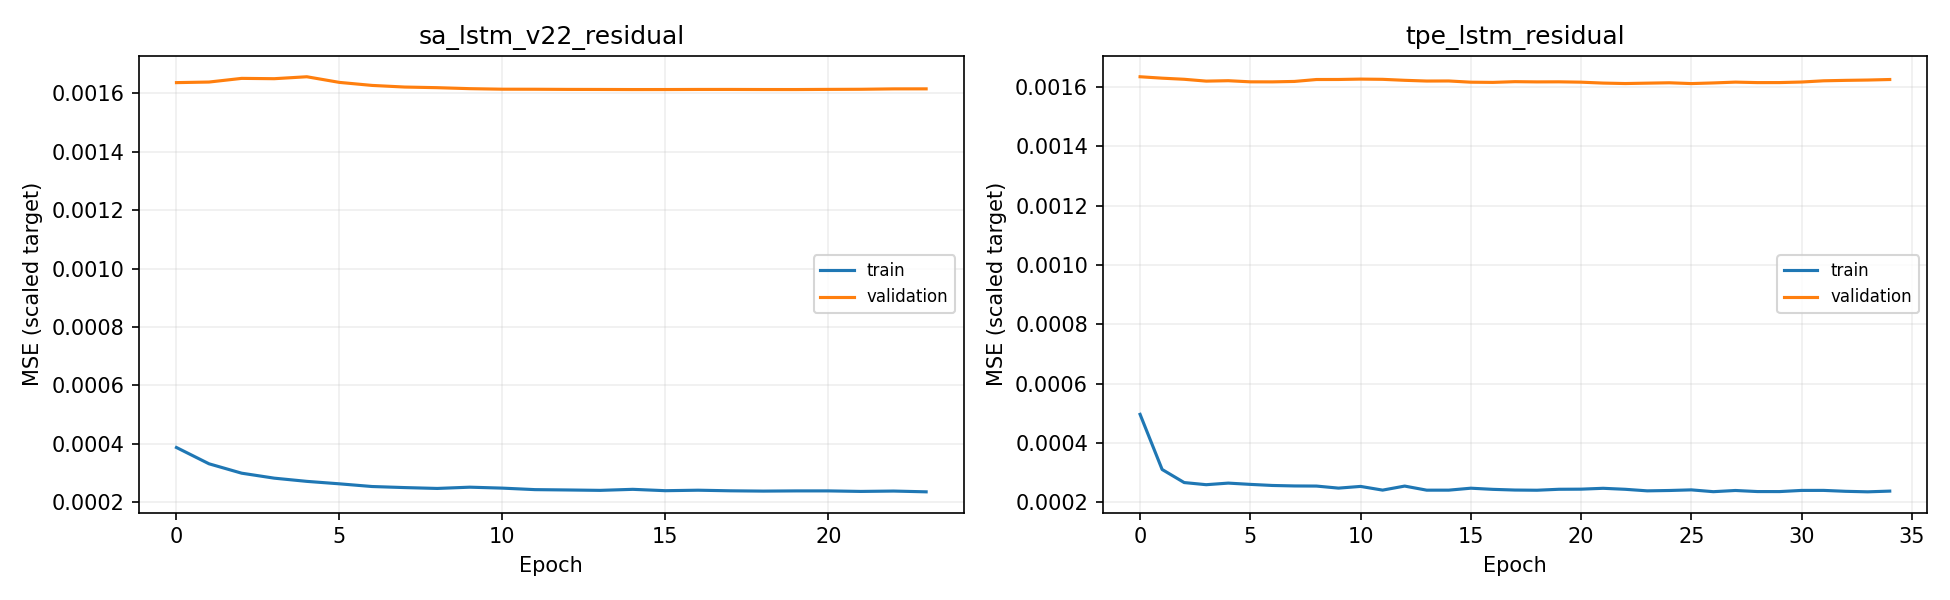 sa_lstm_v22_residual
MSE (scaled target)
0.0016
0.0014
0.0012
0.0010
0.0008
0.0006
0.0004
0.0002
train
validation
0 5 10 15 20
Epoch
tpe_lstm_residual
MSE (scaled target)
0.0016
0.0014
0.0012
0.0010
0.0008
0.0006
0.0004
0.0002
train
validation
0 5 10 15 20 25 30 35
Epoch